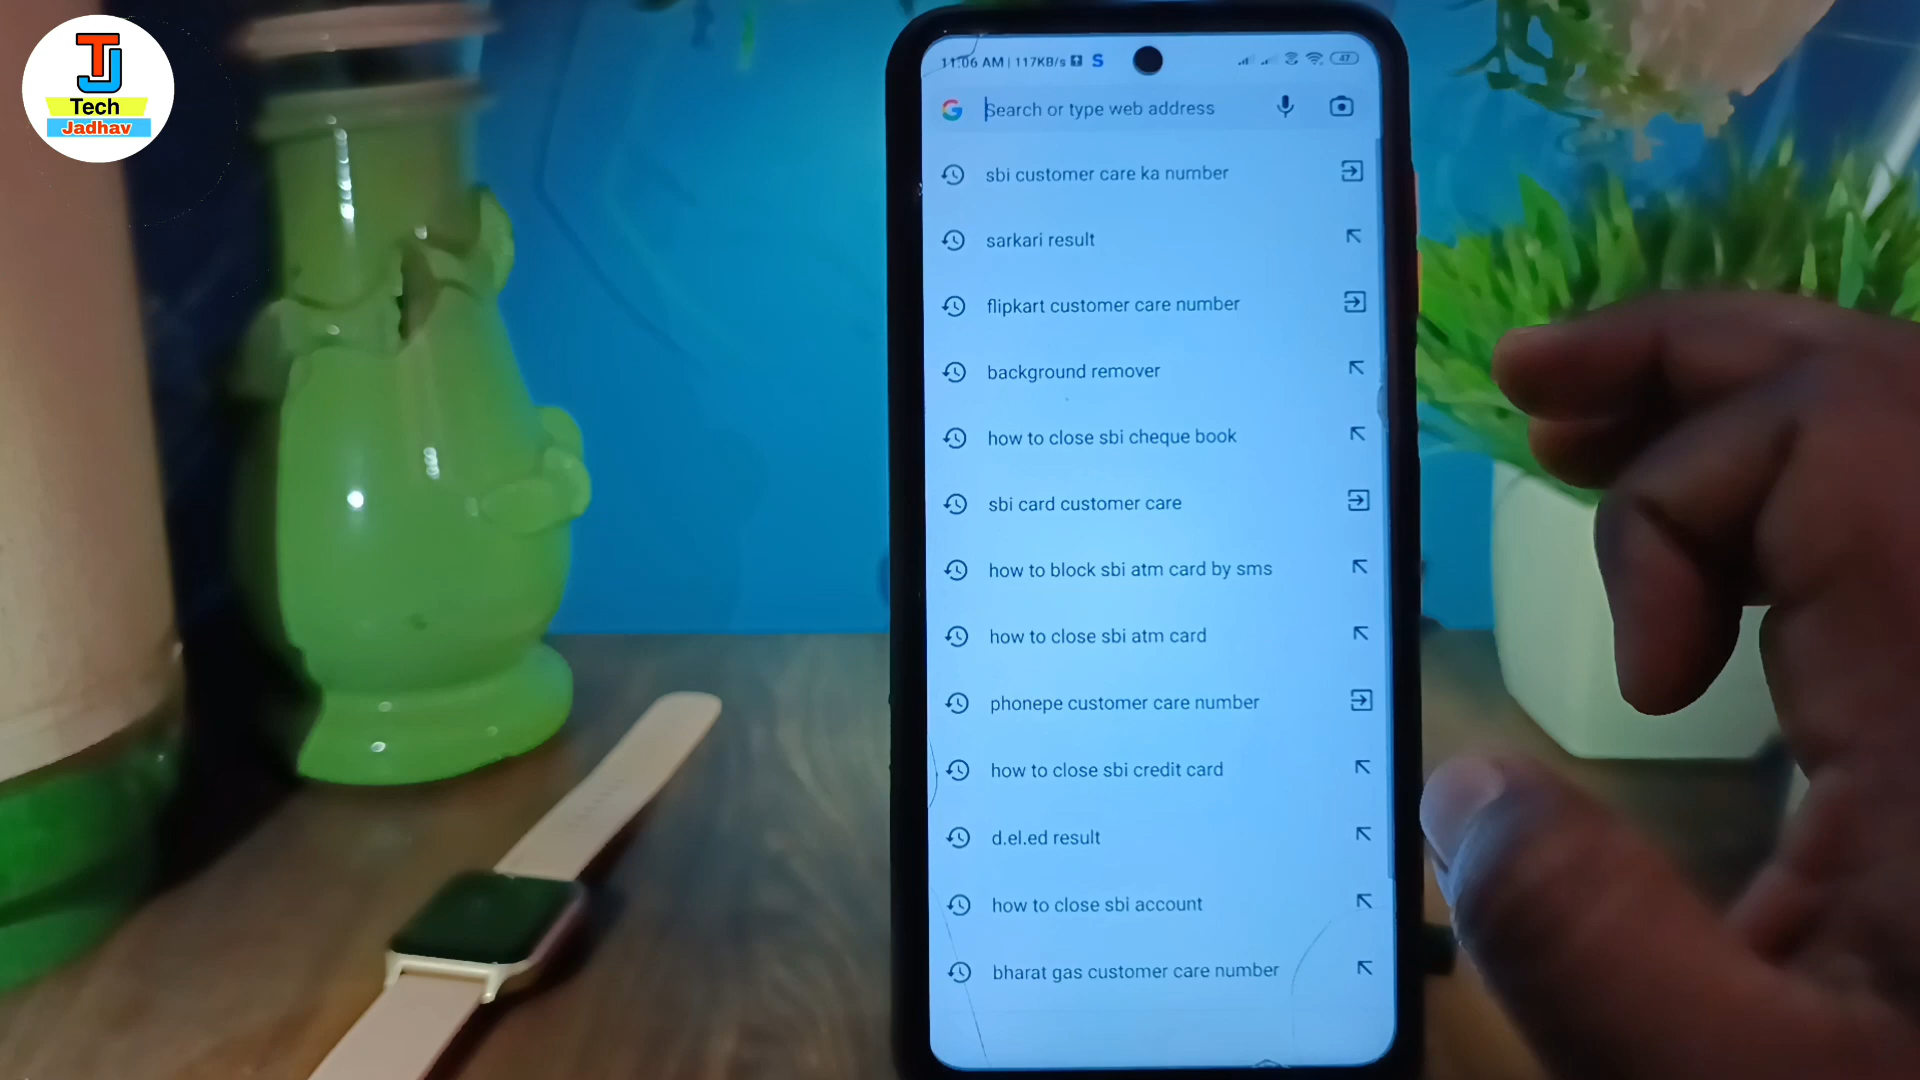 TJ
Tech
Jadhav
11:06 AM | 117KB/s S
47
Search or type web address
sbi customer care ka number
sarkari result
flipkart customer care number
background remover
how to close sbi cheque book
sbi card customer care
how to block sbi atm card by sms
how to close sbi atm card
phonepe customer care number
how to close sbi credit card
d.el.ed result
how to close sbi account
bharat gas customer care number